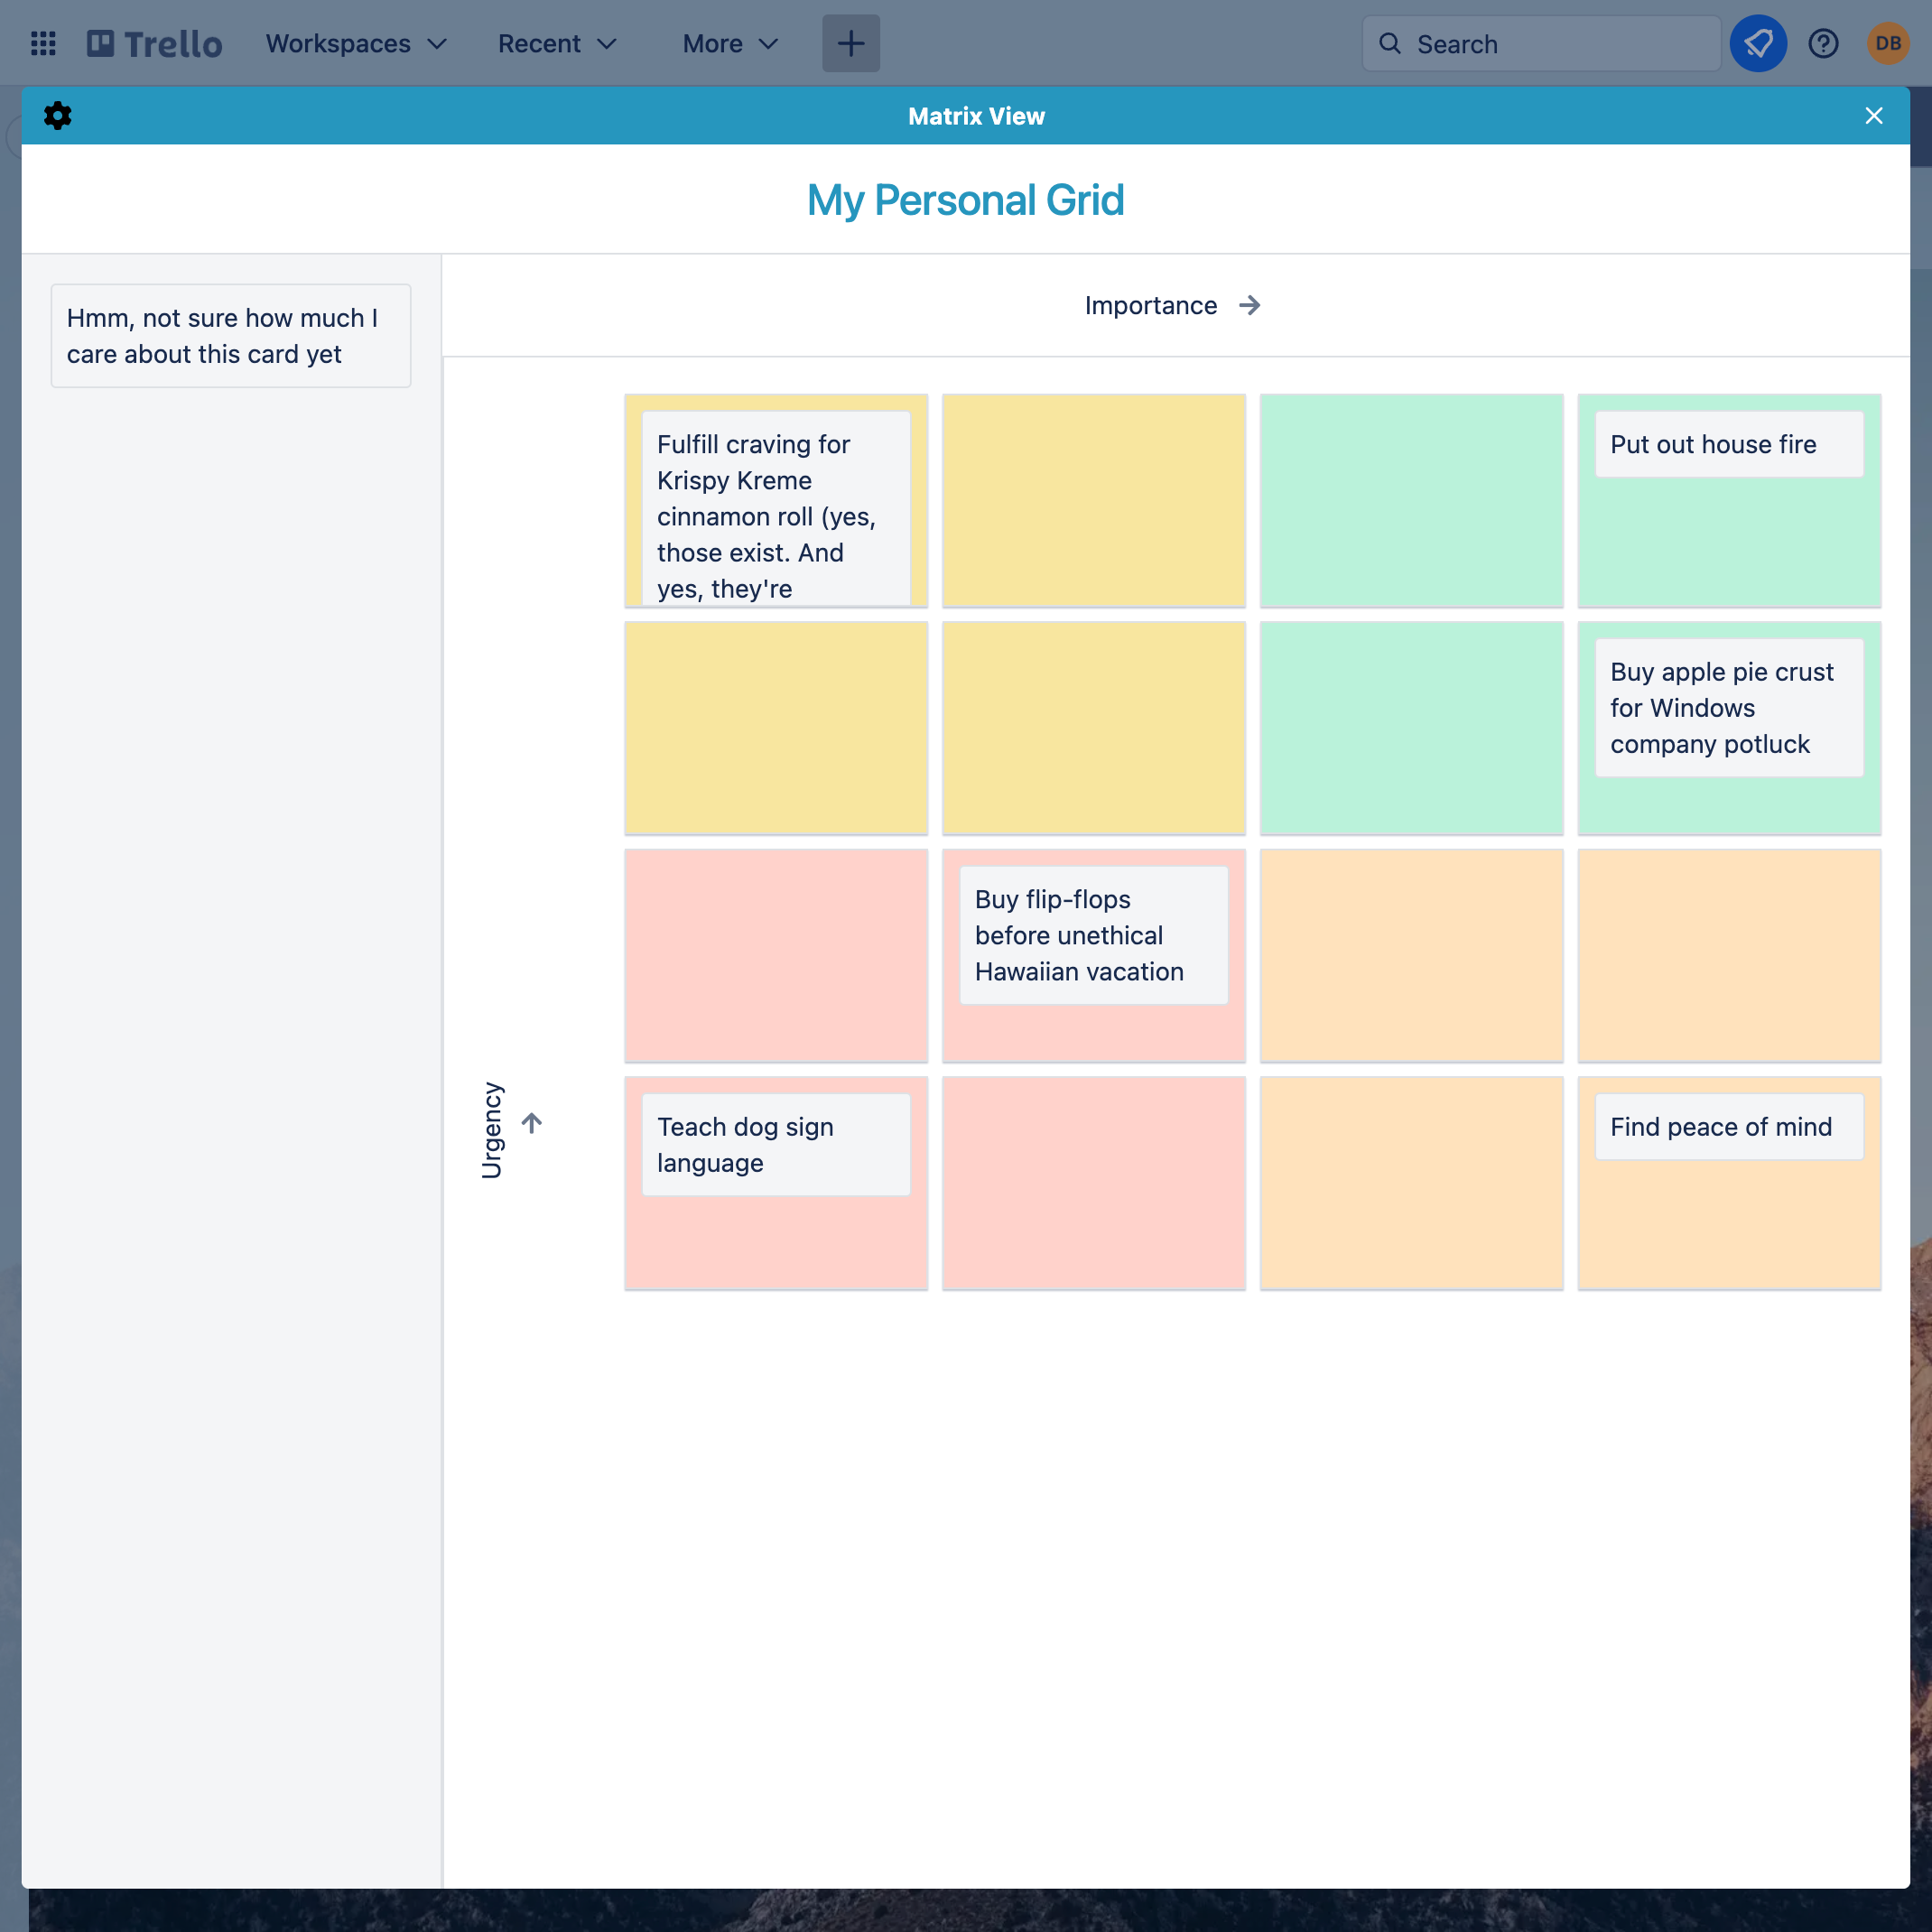 Trello
Workspaces
Recent
More
Search
DB
Matrix View
My Personal Grid
Hmm, not sure how much I
care about this card yet
Importance
Urgency
Fulfill craving for
Krispy Kreme
cinnamon roll (yes,
those exist. And
yes, they're
Put out house fire
Buy apple pie crust
for Windows
company potluck
Buy flip-flops
before unethical
Hawaiian vacation
Teach dog sign
language
Find peace of mind